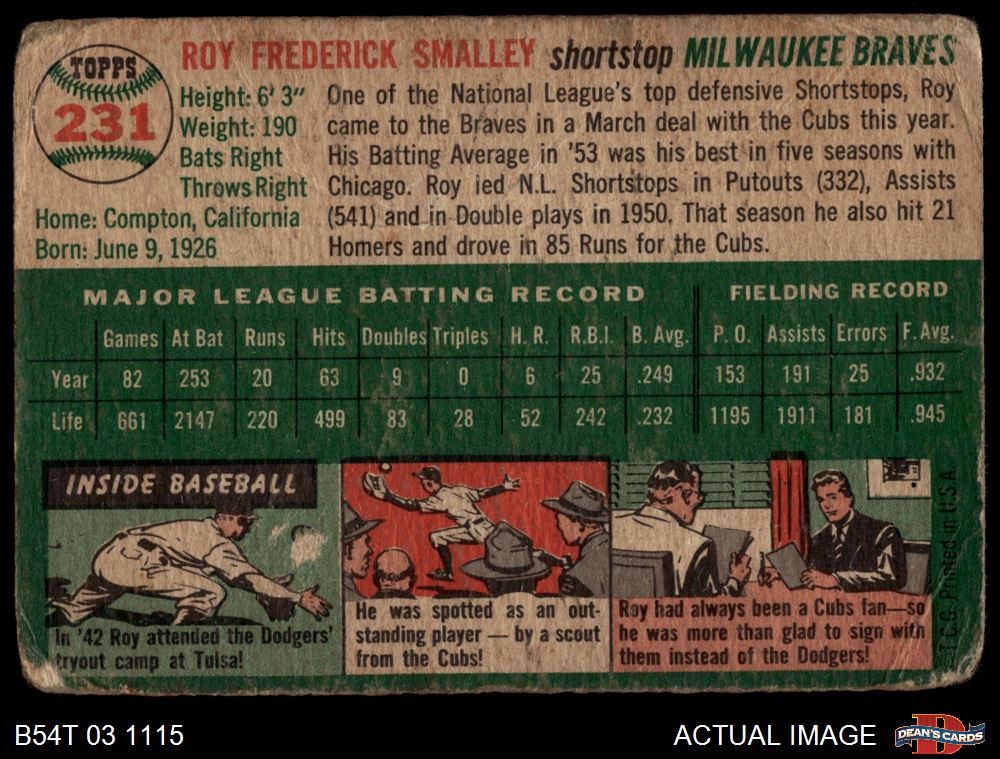 TOPPS
231
ROY FREDERICK SMALLEY shortstop MILWAUKEE BRAVES
Height: 6' 3"
Weight: 190
Bats Right
Throws Right
Home: Compton, California
Born: June 9, 1926
One of the National League's top defensive Shortstops, Roy
came to the Braves in a March deal with the Cubs this year.
His Batting Average in '53 was his best in five seasons with
Chicago. Roy led N.L. Shortstops in Putouts (332), Assists
(541) and in Double plays in 1950. That season he also hit 21
Homers and drove in 85 Runs for the Cubs.
MAJOR LEAGUE BATTING RECORD FIELDING RECORD
Games At Bat Runs Hits Doubles Triples H. R. R.B.I. B. Avg. P. O. Assists Errors F. Avg.
Year 82 253 20 63 9 0 6 25 .249 153 191 25 .932
Life 661 2147 220 499 83 28 52 242 .232 1195 1911 181 .945
INSIDE BASEBALL
In '42 Roy attended the Dodgers'
tryout camp at Tulsa!
He was spotted as an out-
standing player — by a scout
from the Cubs!
Roy had always been a Cubs fan—so
he was more than glad to sign with
them instead of the Dodgers!
T.C.G. Printed in U.S.A
B54T 03 1115
ACTUAL IMAGE
DEAN'S CARDS